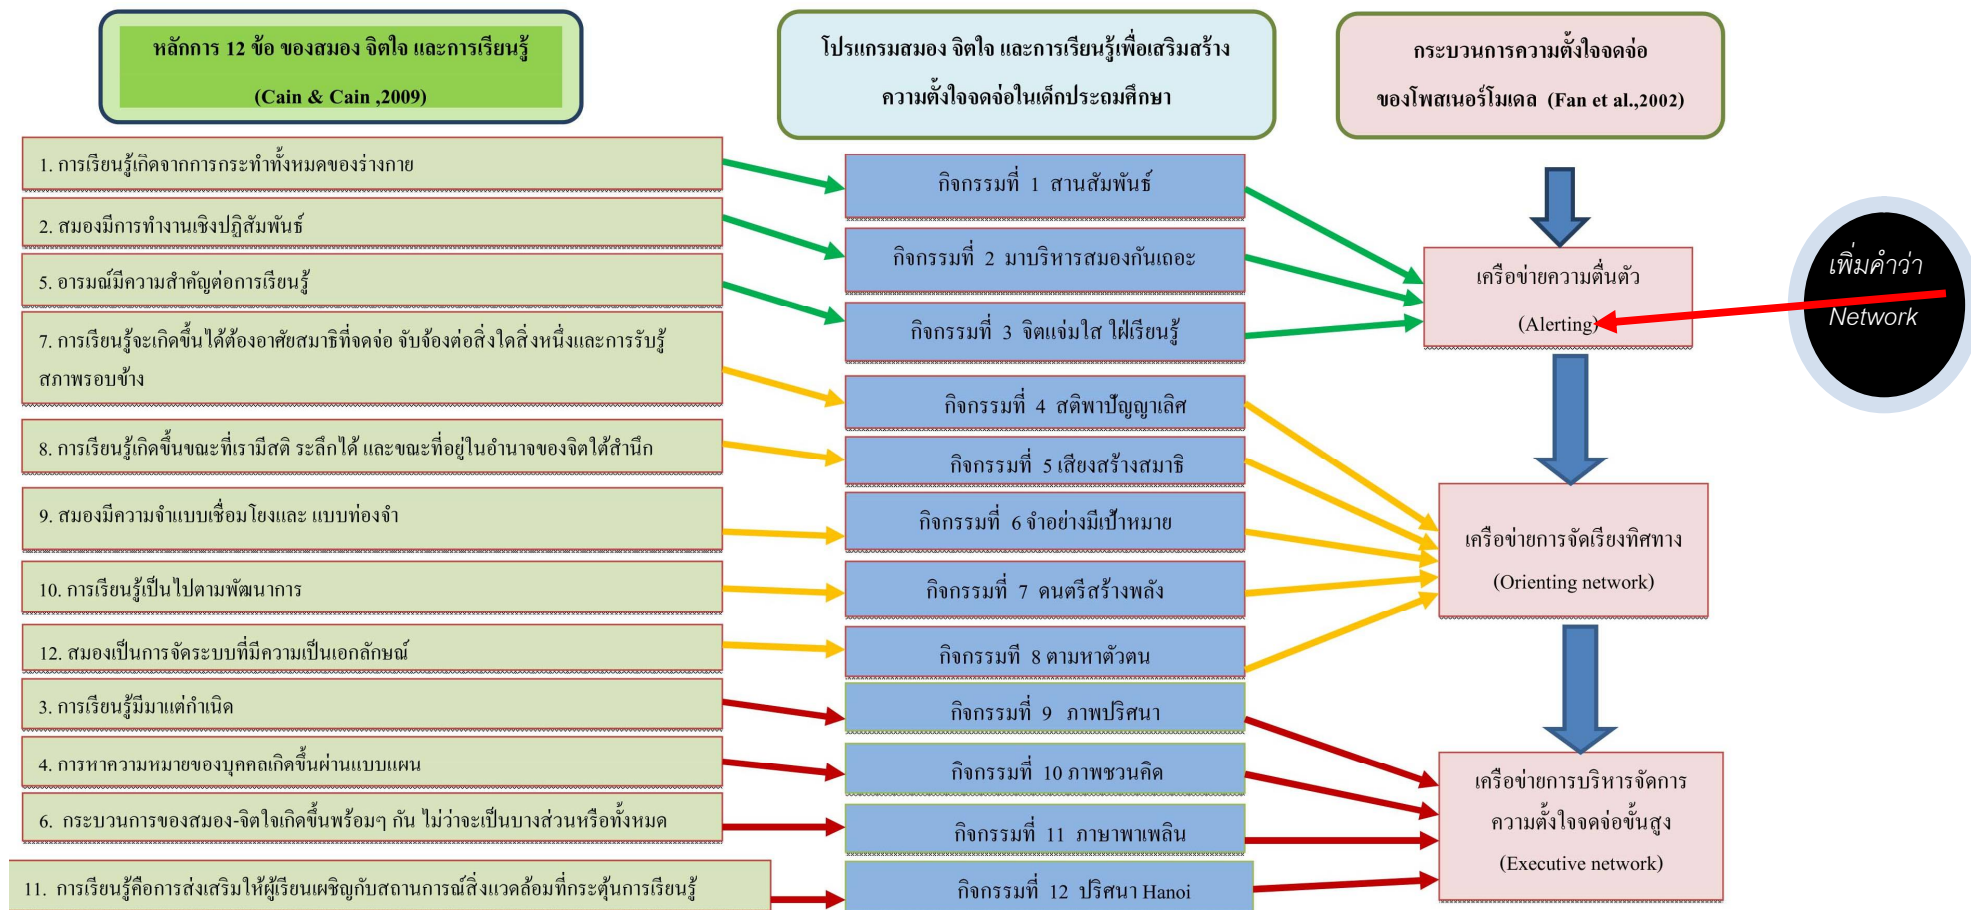 หลักการ 12 ข้อ ของสมอง จิตใจ และการเรียนรู้
(Cain & Cain ,2009)
โปรแกรมสมอง จิตใจ และการเรียนรู้เพื่อเสริมสร้าง
ความตั้งใจจดจ่อในเด็กประถมศึกษา
กระบวนการความตั้งใจจดจ่อ
ของโพสเนอร์โมเดล (Fan et al.,2002)
1. การเรียนรู้เกิดจากการกระทำทั้งหมดของร่างกาย
2. สมองมีการทำงานเชิงปฏิสัมพันธ์
5. อารมณ์มีความสำคัญต่อการเรียนรู้
7. การเรียนรู้จะเกิดขึ้นได้ต้องอาศัยสมาธิที่จดจ่อ จับจ้องต่อสิ่งใดสิ่งหนึ่งและการรับรู้
สภาพรอบข้าง
8. การเรียนรู้เกิดขึ้นขณะที่เรามีสติ ระลึกได้ และขณะที่อยู่ในอำนาจของจิตใต้สำนึก
9. สมองมีความจำแบบเชื่อมโยงและ แบบท่องจำ
10. การเรียนรู้เป็นไปตามพัฒนาการ
12. สมองเป็นการจัดระบบที่มีความเป็นเอกลักษณ์
3. การเรียนรู้มีมาแต่กำเนิด
4. การหาความหมายของบุคคลเกิดขึ้นผ่านแบบแผน
6. กระบวนการของสมอง-จิตใจเกิดขึ้นพร้อมๆ กัน ไม่ว่าจะเป็นบางส่วนหรือทั้งหมด
11. การเรียนรู้คือการส่งเสริมให้ผู้เรียนเผชิญกับสถานการณ์สิ่งแวดล้อมที่กระตุ้นการเรียนรู้
กิจกรรมที่ 1 สานสัมพันธ์
กิจกรรมที่ 2 มาบริหารสมองกันเถอะ
กิจกรรมที่ 3 จิตแจ่มใส ใฝ่เรียนรู้
กิจกรรมที่ 4 สติพาปัญญาเลิศ
กิจกรรมที่ 5 เสียงสร้างสมาธิ
กิจกรรมที่ 6 จำอย่างมีเป้าหมาย
กิจกรรมที่ 7 ดนตรีสร้างพลัง
กิจกรรมที 8 ตามหาตัวตน
กิจกรรมที่ 9 ภาพปริศนา
กิจกรรมที่ 10 ภาพชวนคิด
กิจกรรมที่ 11 ภาษาพาเพลิน
กิจกรรมที่ 12 ปริศนา Hanoi
เครือข่ายความตื่นตัว
(Alerting)
เครือข่ายการจัดเรียงทิศทาง
(Orienting network)
เครือข่ายการบริหารจัดการ
ความตั้งใจจดจ่อขั้นสูง
(Executive network)
เพิ่มคำว่า
Network